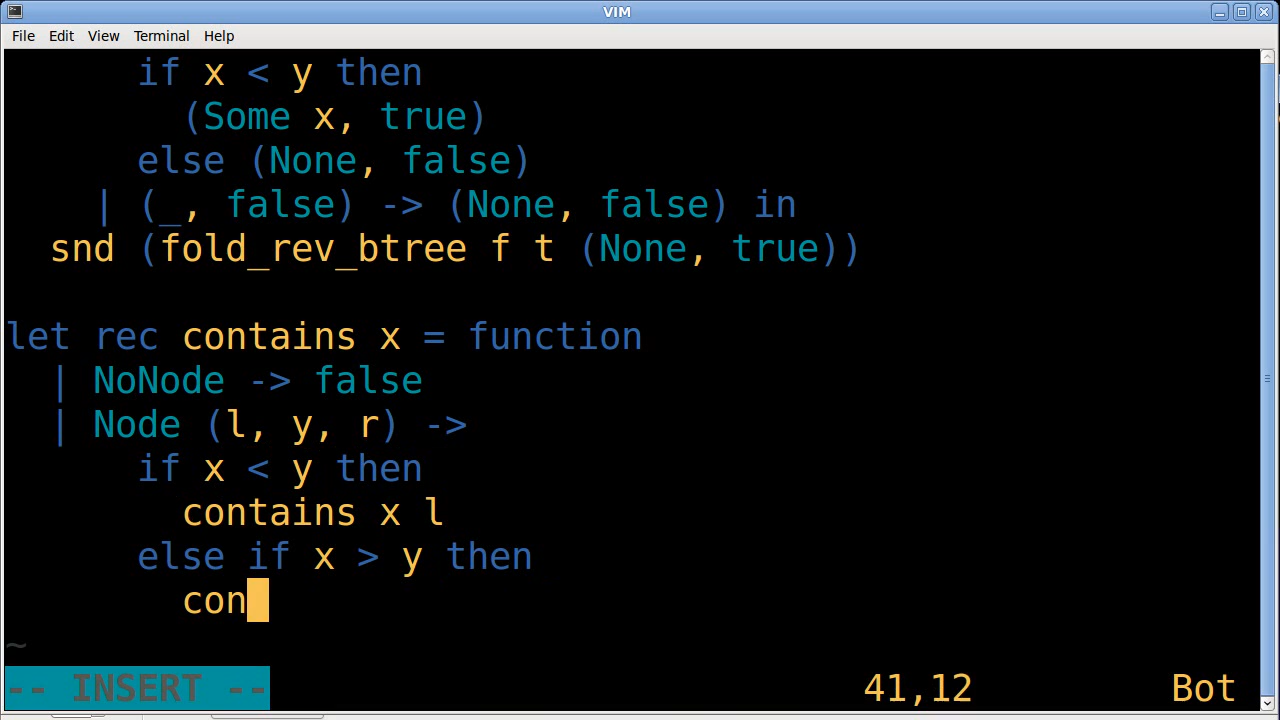 VIM
File Edit View Terminal Help
if x < y then
(Some x, true)
else (None, false)
| (_, false) -> (None, false) in
snd (fold_rev_btree f t (None, true))
let rec contains x = function
| NoNode -> false
| Node (l, y, r) ->
if x < y then
contains x l
else if x > y then
con
~
-- INSERT -- 41,12 Bot